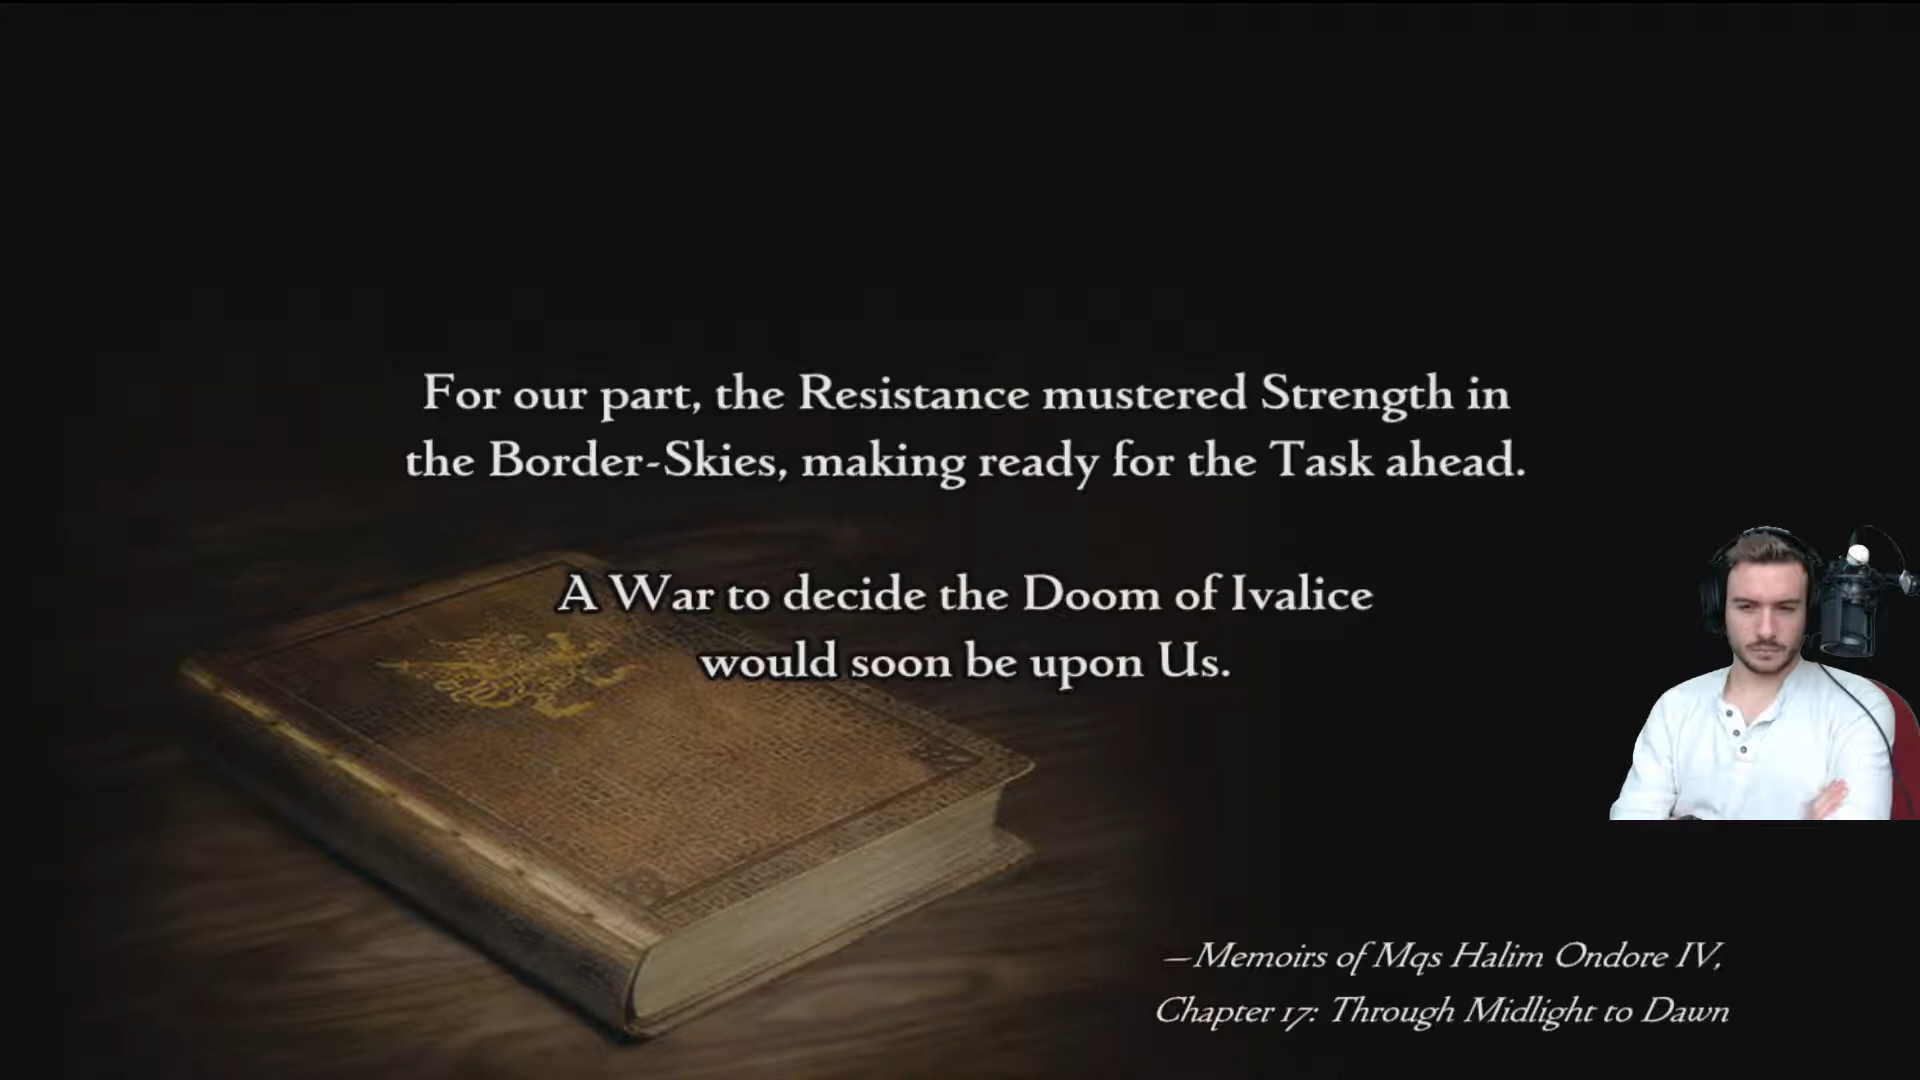 For our part, the Resistance mustered Strength in
the Border-Skies, making ready for the Task ahead.
A War to decide the Doom of Ivalice
would soon be upon Us.
—Memoirs of Mqs Halim Ondore IV,
Chapter 17: Through Midlight to Dawn